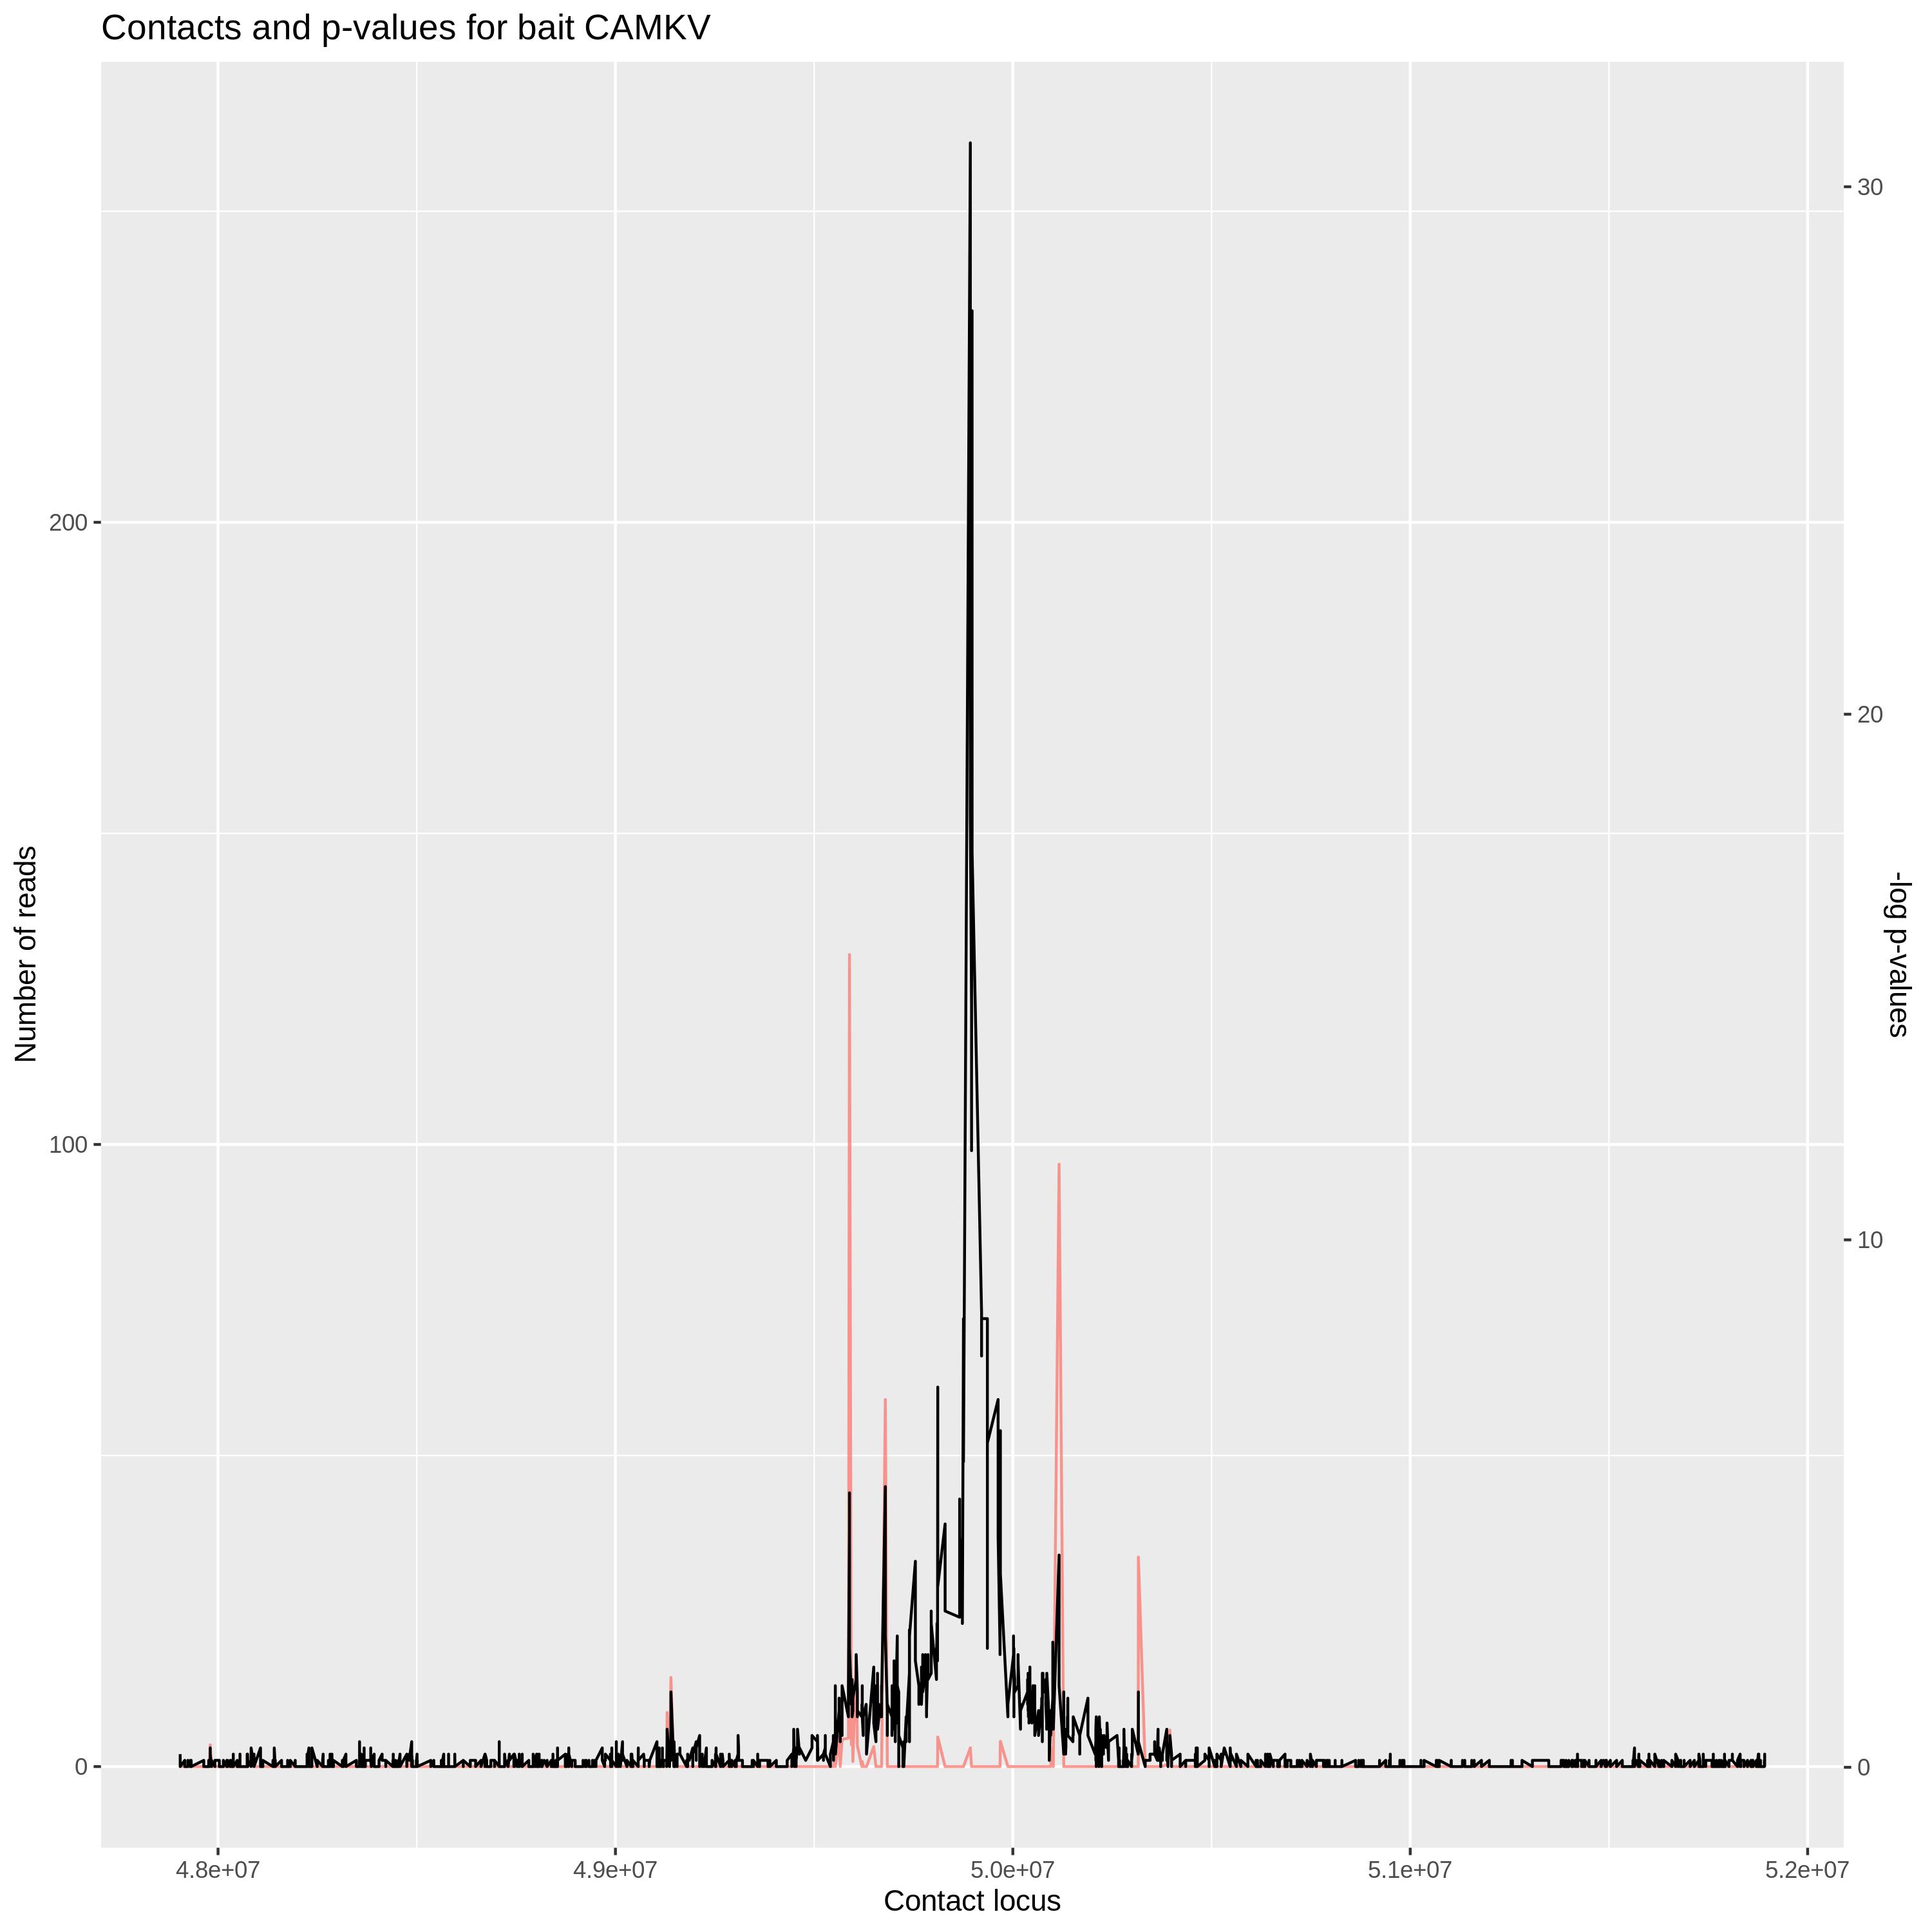 Contacts and p-values for bait CAMKV
30
200
20
Number of reads
-log p-values
100
10
0
0
4.8e+07
4.9e+07
5.0e+07
5.1e+07
5.2e+07
Contact locus